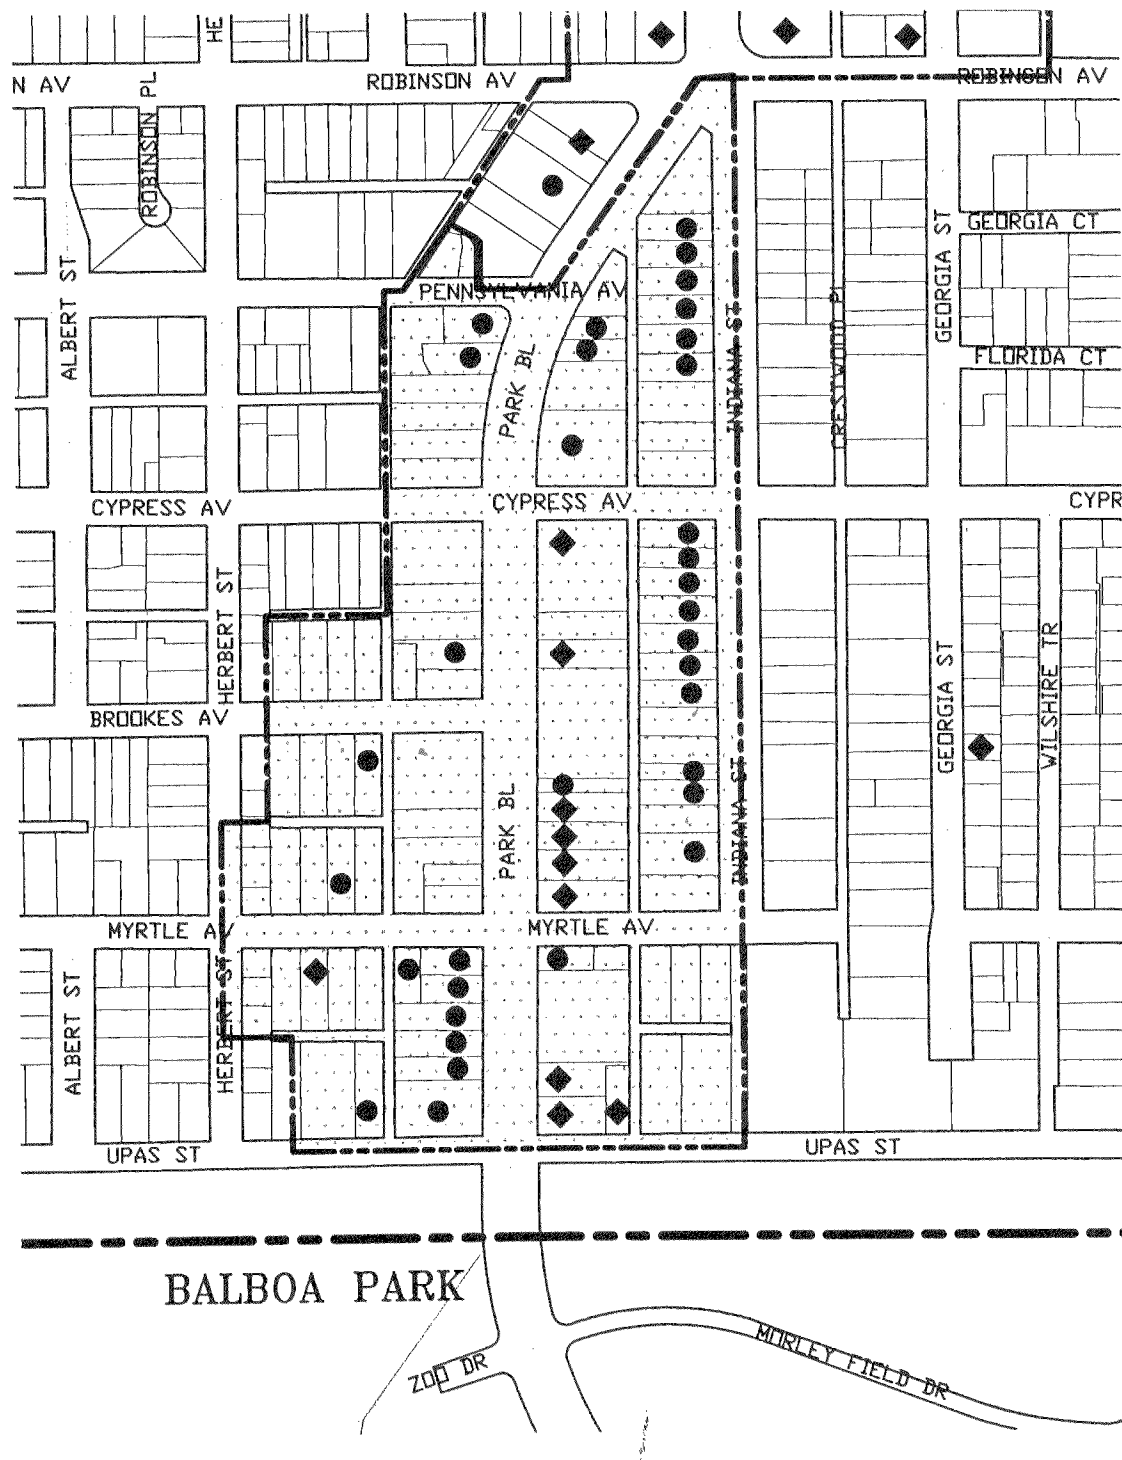 HE
N AV
ROBINSON PL
ROBINSON AV
ROBINSON AV
GEORGIA ST
GEORGIA CT
ALBERT ST
PENNSYLVANIA AV
PARK BL
INDIANA ST
CRESTWOOD PL
FLORIDA CT
CYPRESS AV
CYPRESS AV
CYPR
HERBERT ST
GEORGIA ST
WILSHIRE TR
BROOKES AV
PARK BL
INDIANA ST
MYRTLE AV
MYRTLE AV
ALBERT ST
HERBERT ST
UPAS ST
UPAS ST
BALBOA PARK
ZOO DR
MORLEY FIELD DR